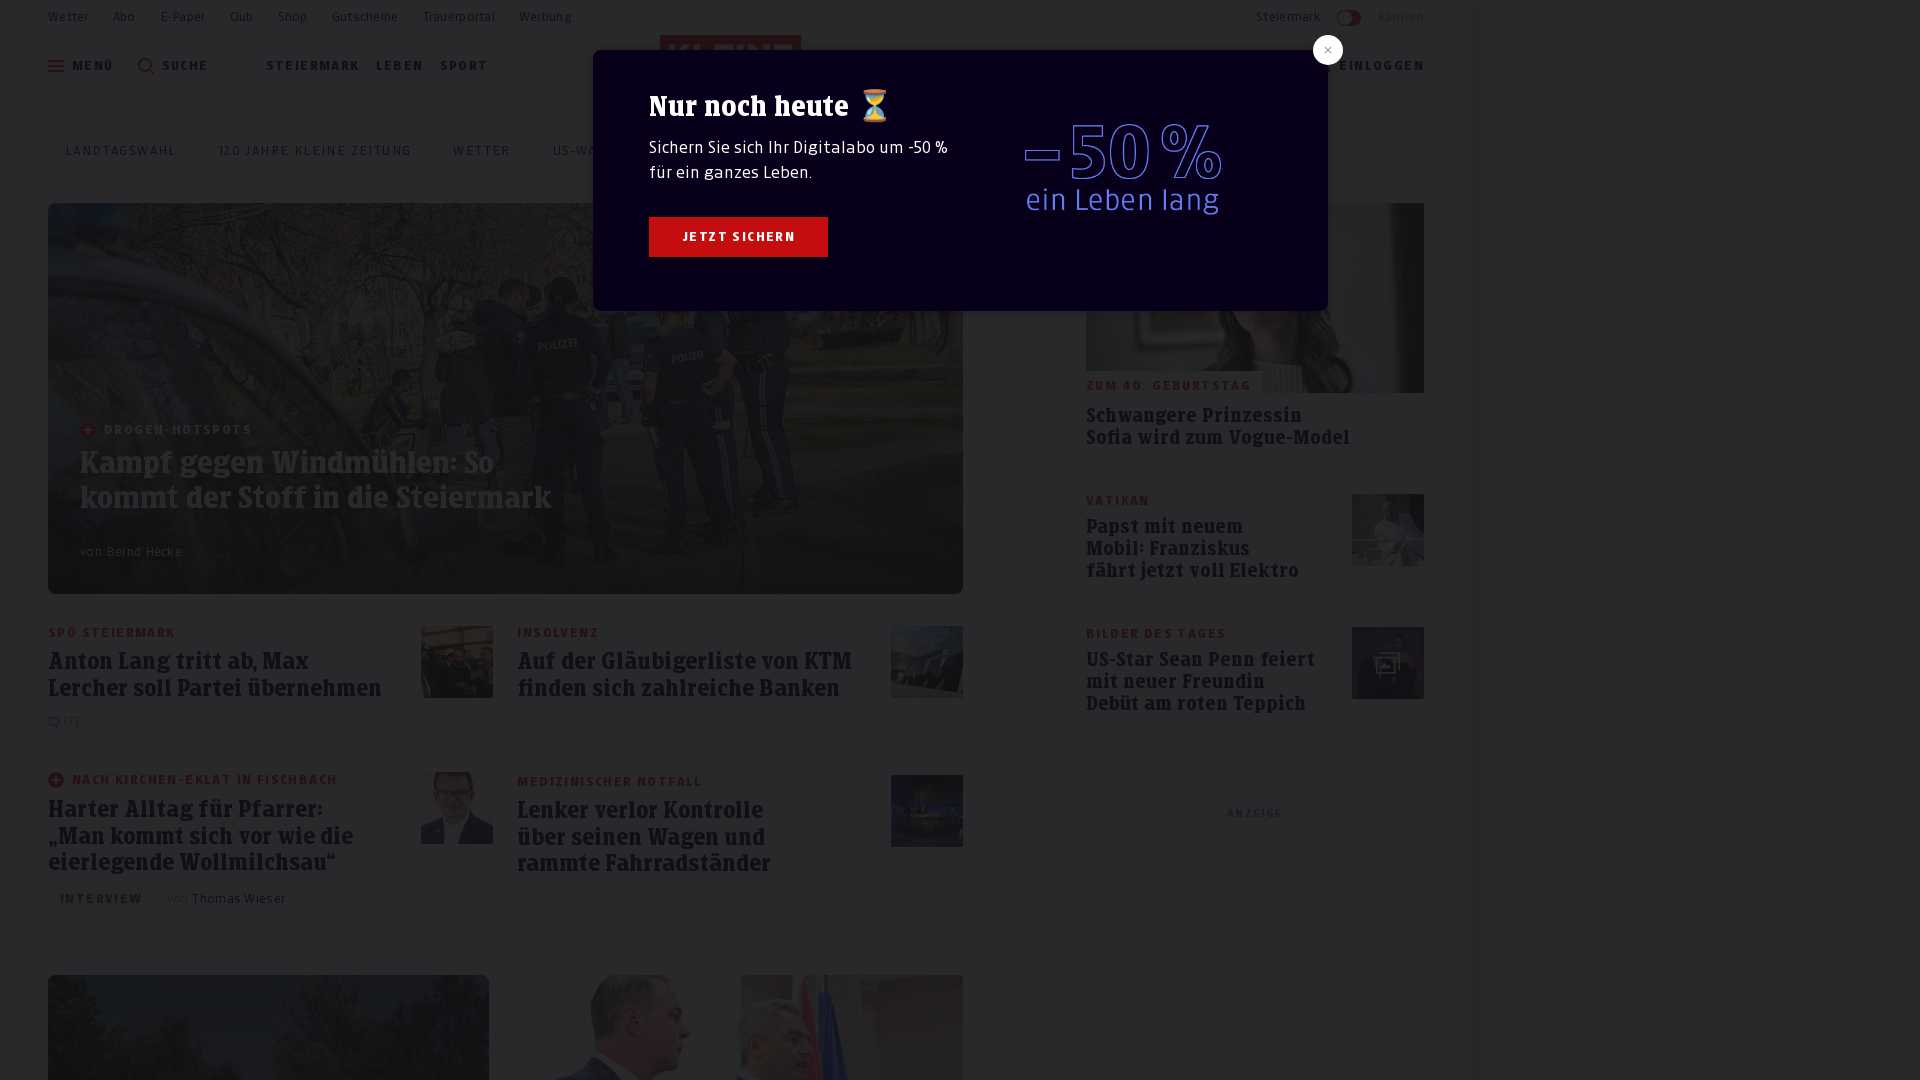 Wetter Abo E-Paper Club Shop Gutscheine Trauerportal Werbung Steiermark Kärnten
MENÜ SUCHE STEIERMARK LEBEN SPORT EINLOGGEN
Nur noch heute ⏳
Sichern Sie sich Ihr Digitalabo um -50 %
für ein ganzes Leben.
JETZT SICHERN
–50 %
ein Leben lang
LANDTAGSWAHL 120 JAHRE KLEINE ZEITUNG WETTER
DROGEN-HOTSPOTS
Kampf gegen Windmühlen: So
kommt der Stoff in die Steiermark
von Bernd Hecke
POLIZEI
POLIZEI
ZUM 40. GEBURTSTAG
Schwangere Prinzessin
Sofia wird zum Vogue-Model
VATIKAN
Papst mit neuem
Mobil: Franziskus
fährt jetzt voll Elektro
SPÖ STEIERMARK
Anton Lang tritt ab, Max
Lercher soll Partei übernehmen
INSOLVENZ
Auf der Gläubigerliste von KTM
finden sich zahlreiche Banken
BILDER DES TAGES
US-Star Sean Penn feiert
mit neuer Freundin
Debüt am roten Teppich
NACH KIRCHEN-EKLAT IN FISCHBACH
Harter Alltag für Pfarrer:
„Man kommt sich vor wie die
eierlegende Wollmilchsau“
INTERVIEW von Thomas Wieser
MEDIZINISCHER NOTFALL
Lenker verlor Kontrolle
über seinen Wagen und
rammte Fahrradständer
ANZEIGE